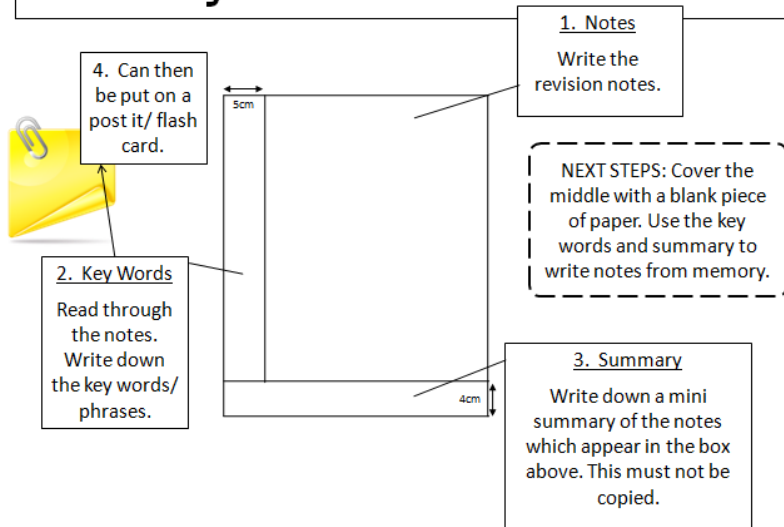 1. Notes
Write the
revision notes.
4. Can then
be put on a
post it/ flash
card.
5cm
NEXT STEPS: Cover the
middle with a blank piece
of paper. Use the key
words and summary to
write notes from memory.
2. Key Words
Read through
the notes.
Write down
the key words/
phrases.
3. Summary
Write down a mini
summary of the notes
which appear in the box
above. This must not be
copied.
4cm